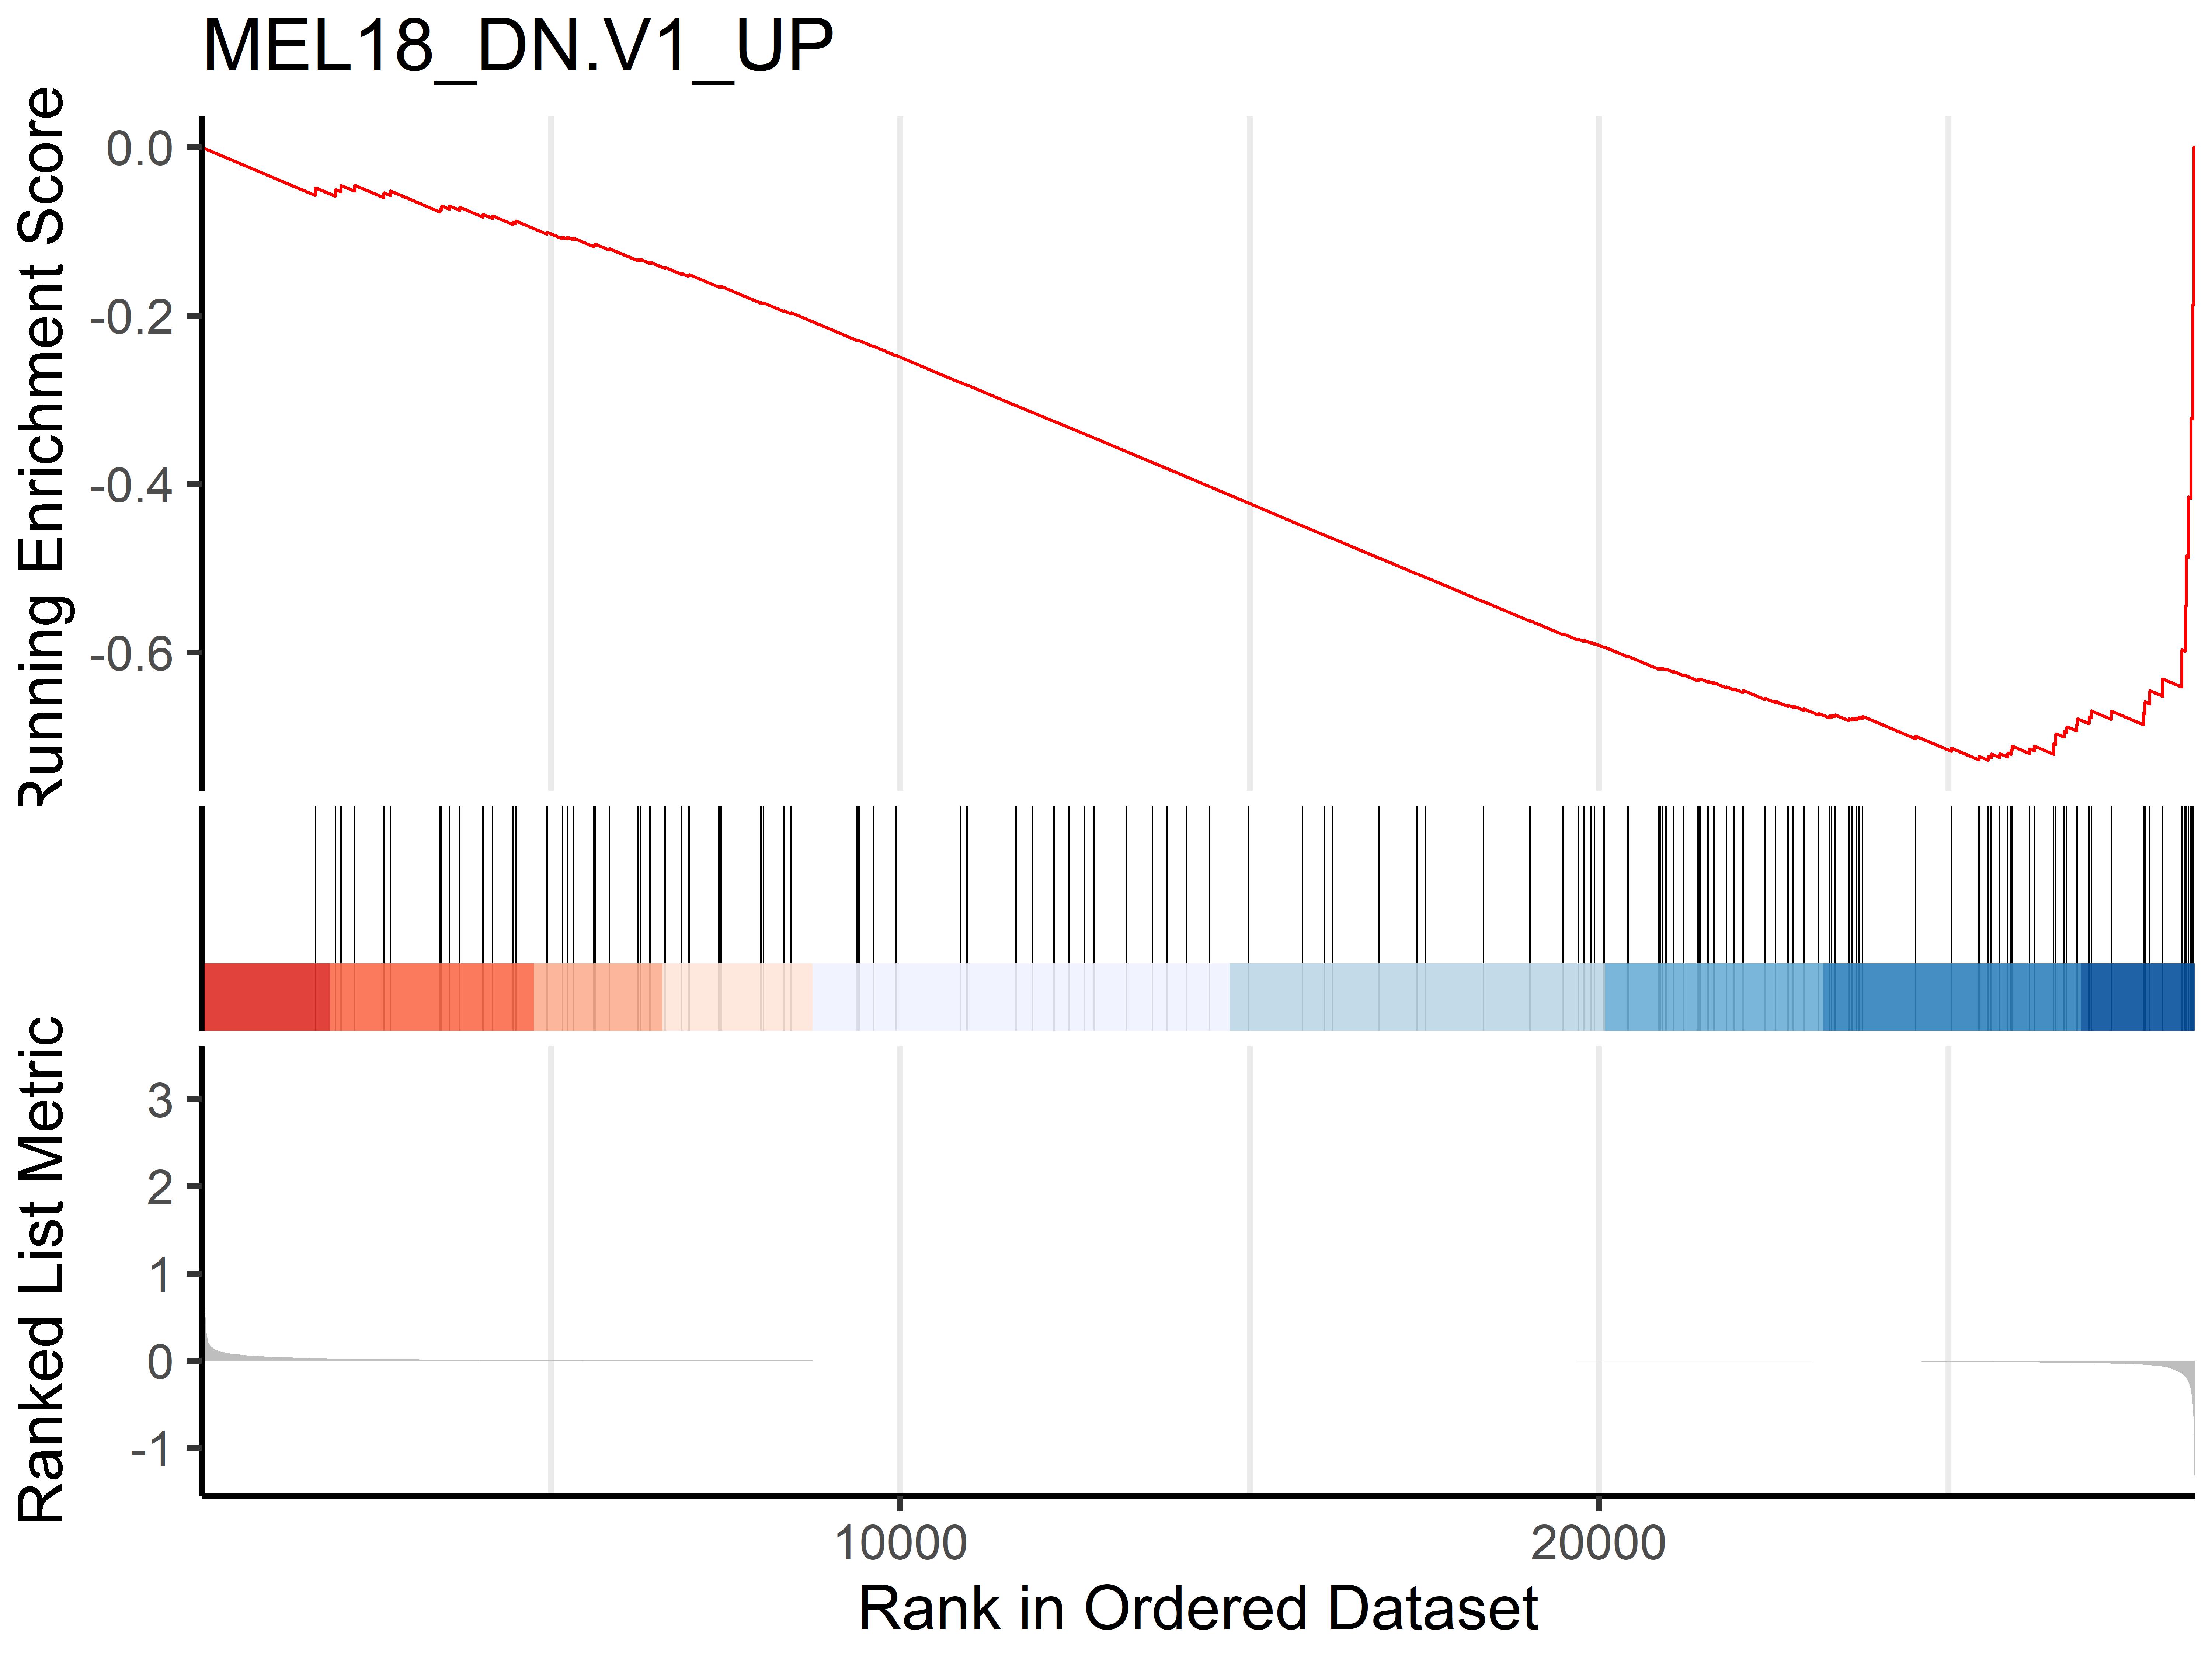 MEL18_DN.V1_UP
Running Enrichment Score
0.0
-0.2
-0.4
-0.6
Ranked List Metric
3
2
1
0
-1
10000
20000
Rank in Ordered Dataset